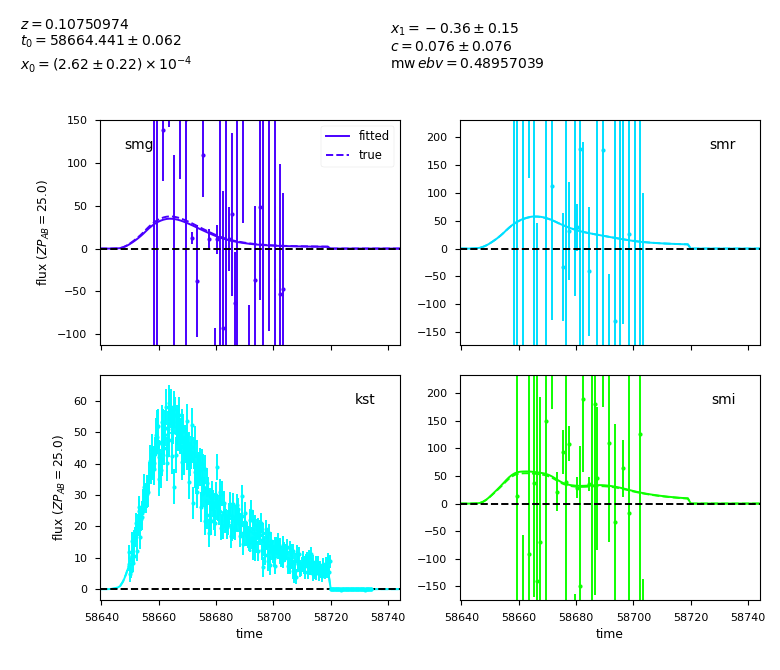 z = 0.10750974
t₀ = 58664.441 ± 0.062
x₀ = (2.62 ± 0.22) × 10⁻⁴
x₁ = −0.36 ± 0.15
c = 0.076 ± 0.076
mwebv = 0.48957039
150
100
50
0
−50
−100
flux (ZP_AB = 25.0)
smg
fitted
true
200
150
100
50
0
−50
−100
−150
smr
60
50
40
30
20
10
0
flux (ZP_AB = 25.0)
kst
58640 58660 58680 58700 58720 58740
time
200
150
100
50
0
−50
−100
−150
smi
58640 58660 58680 58700 58720 58740
time